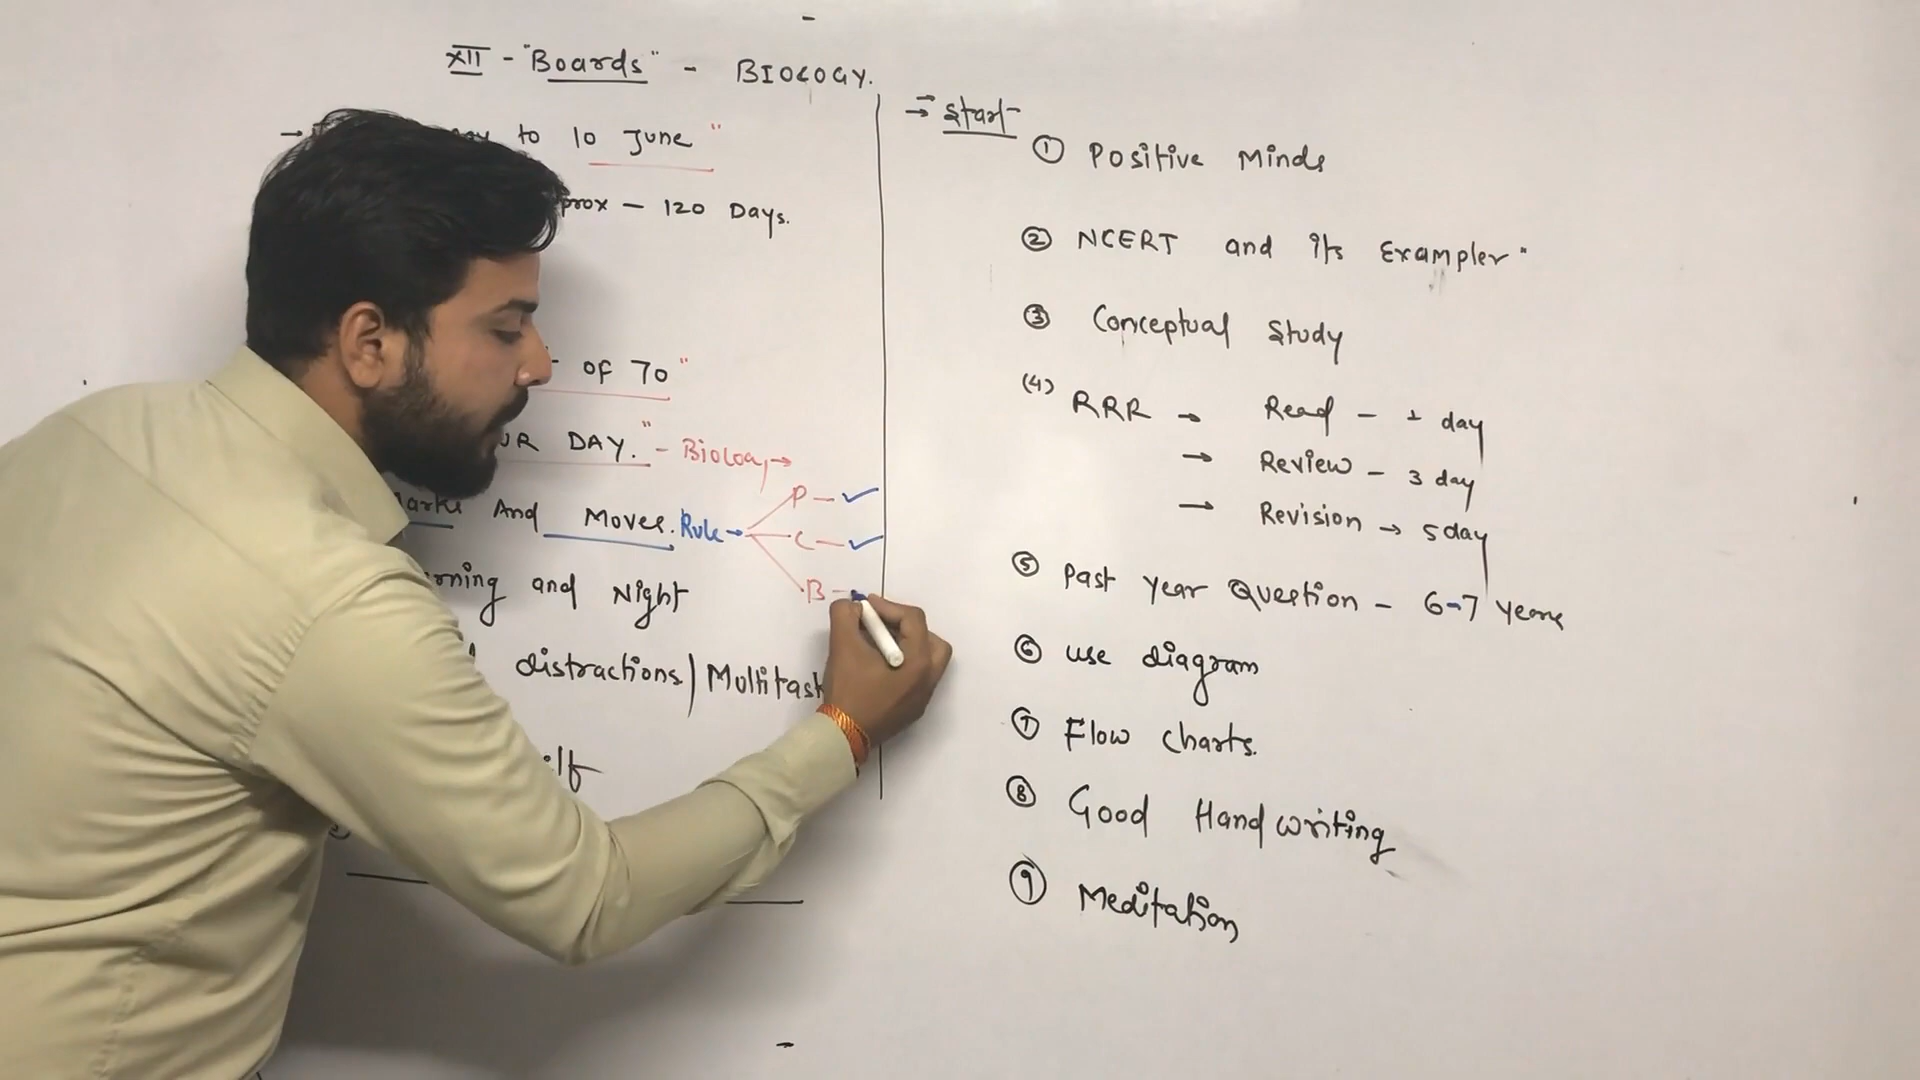 XII - "Boards" - BIOLOGY.
→ to 10 June "
prox — 120 Days.
of 70 "
UR DAY." - Biology →
Marks And Moves. Rule → P — ✓
C — ✓
B —
orning and Night
distractions / Multitask
→ Start
① Positive Minds
② NCERT and its Exampler "
③ Conceptual Study
(4) RRR → Read — 1 day
→ Review — 3 day
→ Revision → 5 day
⑤ Past Year Question — 6-7 years
⑥ use diagram
⑦ Flow charts.
⑧ Good Handwriting
⑨ Meditation